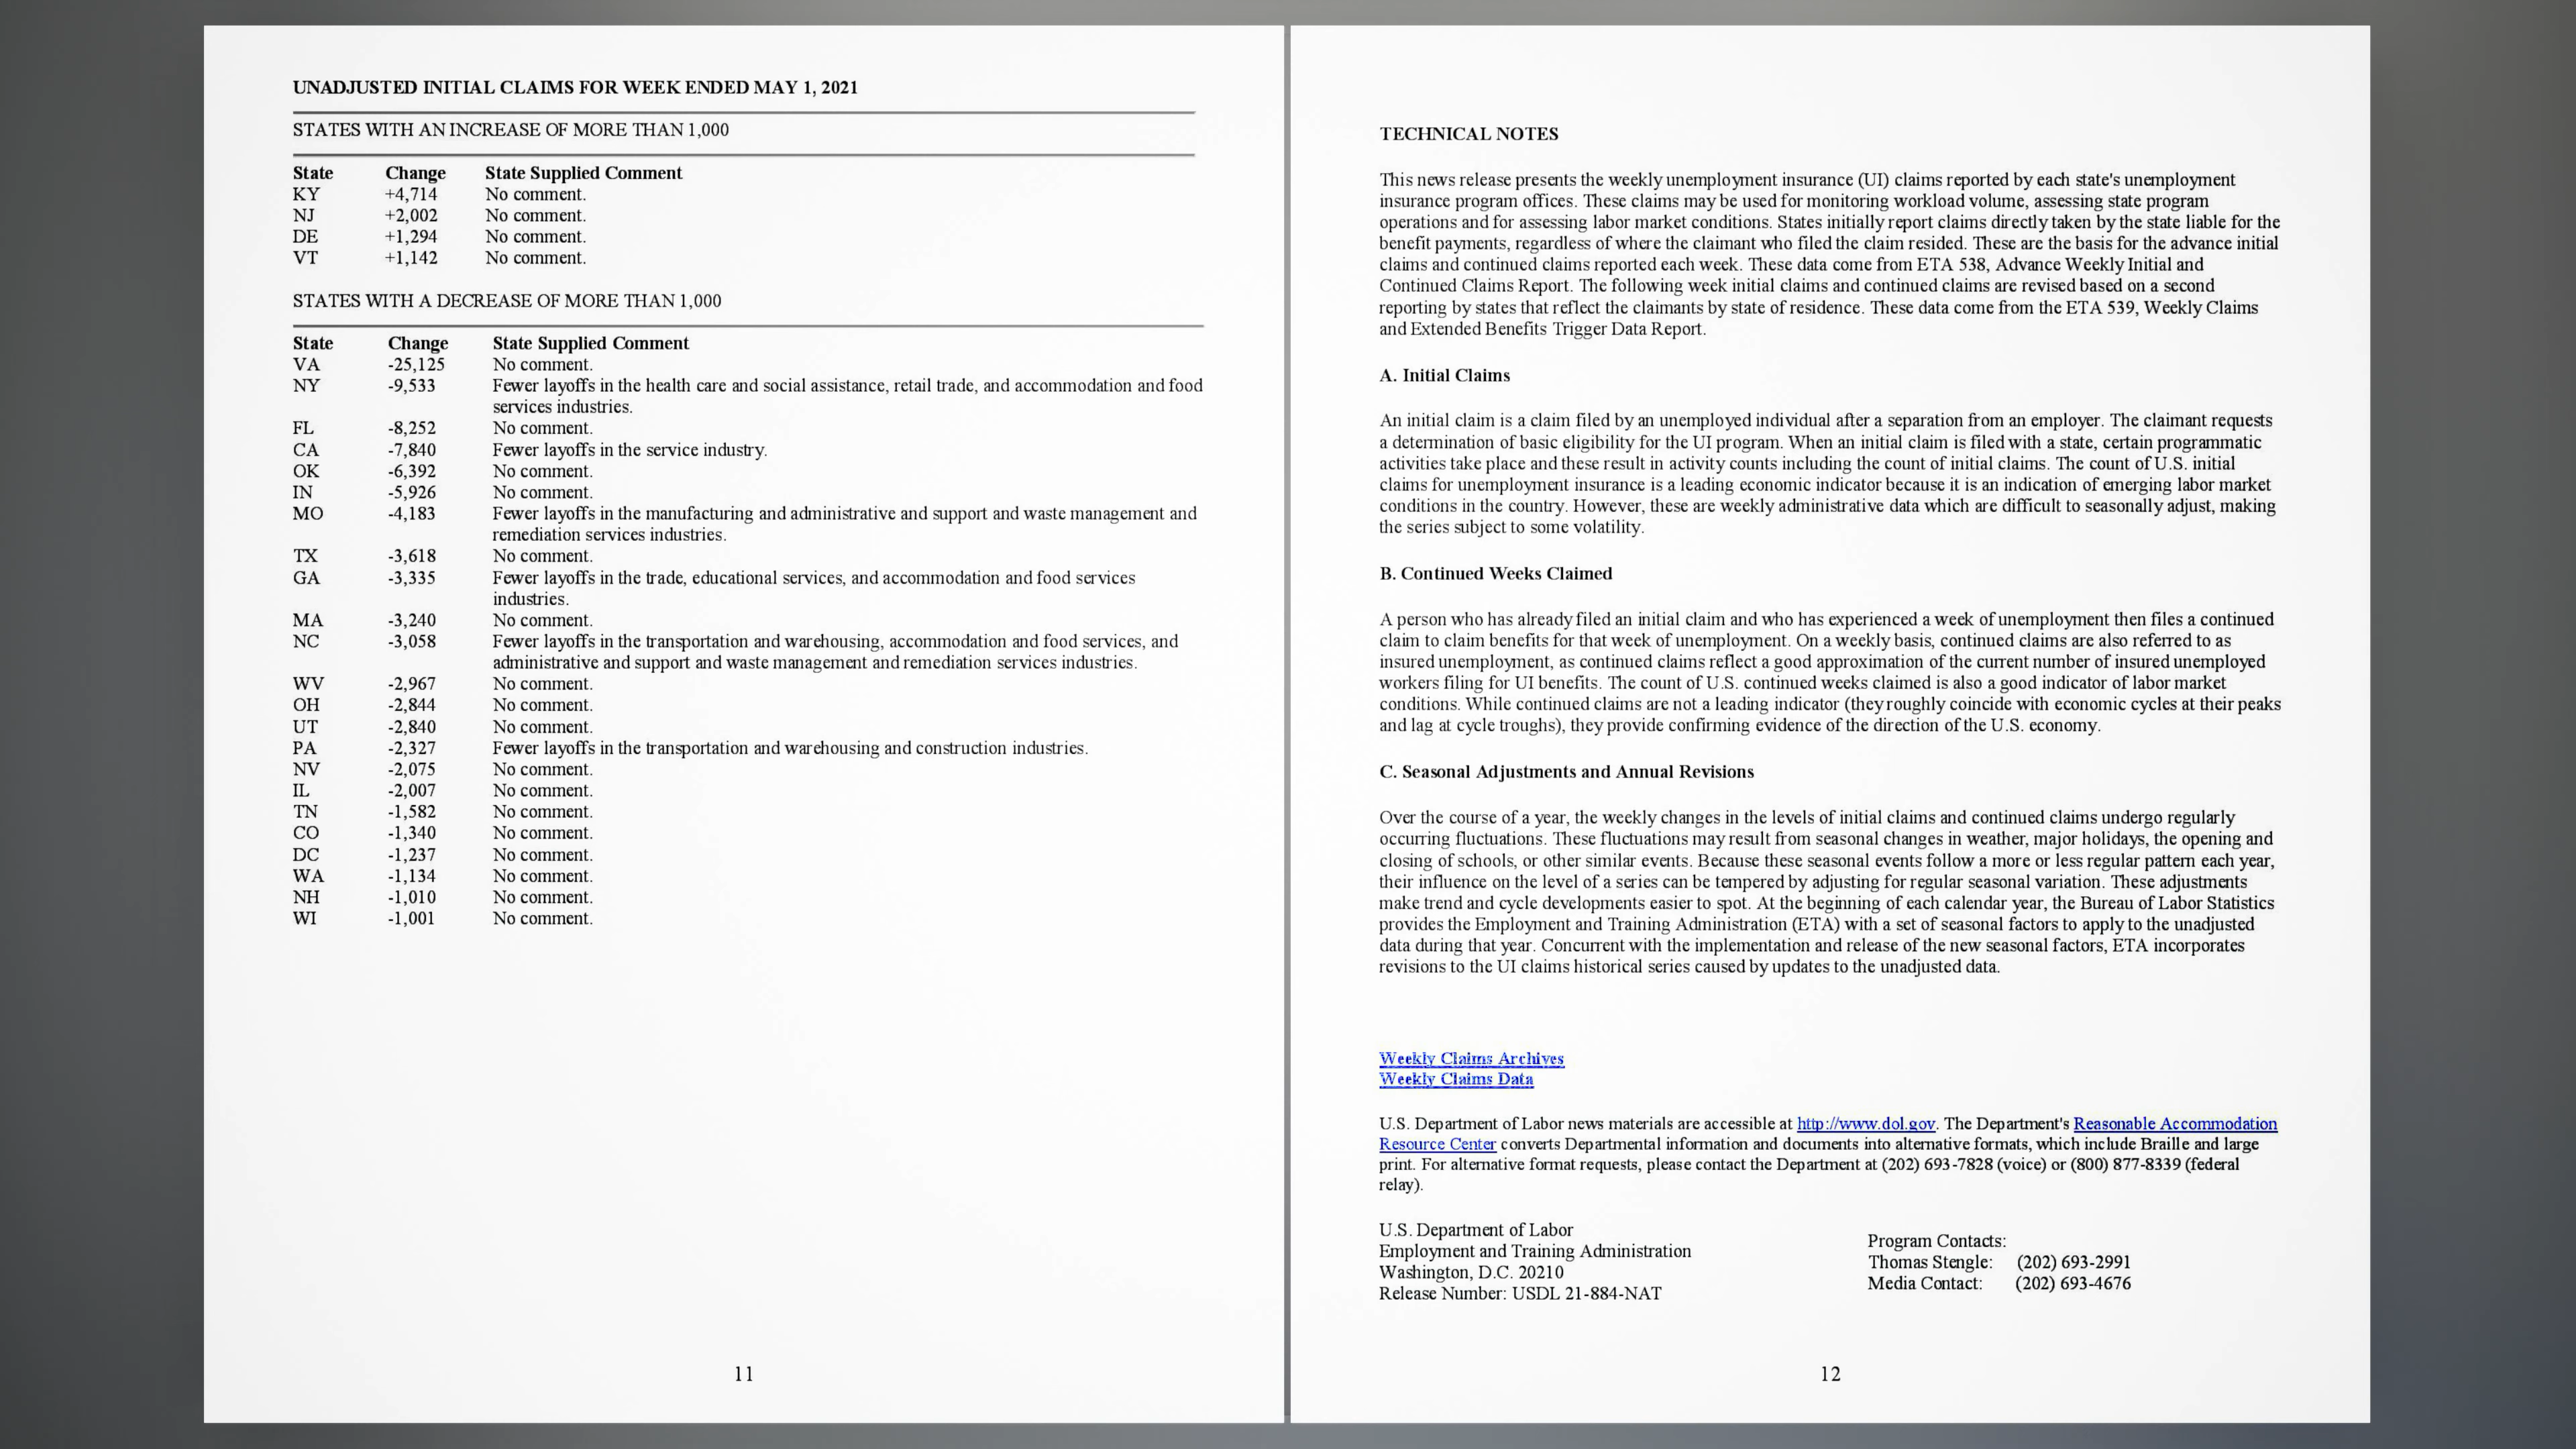 UNADJUSTED INITIAL CLAIMS FOR WEEK ENDED MAY 1, 2021
STATES WITH AN INCREASE OF MORE THAN 1,000
State Change State Supplied Comment
KY +4,714 No comment.
NJ +2,002 No comment.
DE +1,294 No comment.
VT +1,142 No comment.
STATES WITH A DECREASE OF MORE THAN 1,000
State Change State Supplied Comment
VA -25,125 No comment.
NY -9,533 Fewer layoffs in the health care and social assistance, retail trade, and accommodation and food
services industries.
FL -8,252 No comment.
CA -7,840 Fewer layoffs in the service industry.
OK -6,392 No comment.
IN -5,926 No comment.
MO -4,183 Fewer layoffs in the manufacturing and administrative and support and waste management and
remediation services industries.
TX -3,618 No comment.
GA -3,335 Fewer layoffs in the trade, educational services, and accommodation and food services
industries.
MA -3,240 No comment.
NC -3,058 Fewer layoffs in the transportation and warehousing, accommodation and food services, and
administrative and support and waste management and remediation services industries.
WV -2,967 No comment.
OH -2,844 No comment.
UT -2,840 No comment.
PA -2,327 Fewer layoffs in the transportation and warehousing and construction industries.
NV -2,075 No comment.
IL -2,007 No comment.
TN -1,582 No comment.
CO -1,340 No comment.
DC -1,237 No comment.
WA -1,134 No comment.
NH -1,010 No comment.
WI -1,001 No comment.
11
TECHNICAL NOTES
This news release presents the weekly unemployment insurance (UI) claims reported by each state's unemployment
insurance program offices. These claims may be used for monitoring workload volume, assessing state program
operations and for assessing labor market conditions. States initially report claims directly taken by the state liable for the
benefit payments, regardless of where the claimant who filed the claim resided. These are the basis for the advance initial
claims and continued claims reported each week. These data come from ETA 538, Advance Weekly Initial and
Continued Claims Report. The following week initial claims and continued claims are revised based on a second
reporting by states that reflect the claimants by state of residence. These data come from the ETA 539, Weekly Claims
and Extended Benefits Trigger Data Report.
A. Initial Claims
An initial claim is a claim filed by an unemployed individual after a separation from an employer. The claimant requests
a determination of basic eligibility for the UI program. When an initial claim is filed with a state, certain programmatic
activities take place and these result in activity counts including the count of initial claims. The count of U.S. initial
claims for unemployment insurance is a leading economic indicator because it is an indication of emerging labor market
conditions in the country. However, these are weekly administrative data which are difficult to seasonally adjust, making
the series subject to some volatility.
B. Continued Weeks Claimed
A person who has already filed an initial claim and who has experienced a week of unemployment then files a continued
claim to claim benefits for that week of unemployment. On a weekly basis, continued claims are also referred to as
insured unemployment, as continued claims reflect a good approximation of the current number of insured unemployed
workers filing for UI benefits. The count of U.S. continued weeks claimed is also a good indicator of labor market
conditions. While continued claims are not a leading indicator (they roughly coincide with economic cycles at their peaks
and lag at cycle troughs), they provide confirming evidence of the direction of the U.S. economy.
C. Seasonal Adjustments and Annual Revisions
Over the course of a year, the weekly changes in the levels of initial claims and continued claims undergo regularly
occurring fluctuations. These fluctuations may result from seasonal changes in weather, major holidays, the opening and
closing of schools, or other similar events. Because these seasonal events follow a more or less regular pattern each year,
their influence on the level of a series can be tempered by adjusting for regular seasonal variation. These adjustments
make trend and cycle developments easier to spot. At the beginning of each calendar year, the Bureau of Labor Statistics
provides the Employment and Training Administration (ETA) with a set of seasonal factors to apply to the unadjusted
data during that year. Concurrent with the implementation and release of the new seasonal factors, ETA incorporates
revisions to the UI claims historical series caused by updates to the unadjusted data.
Weekly Claims Archives
Weekly Claims Data
U.S. Department of Labor news materials are accessible at http://www.dol.gov. The Department's Reasonable Accommodation
Resource Center converts Departmental information and documents into alternative formats, which include Braille and large
print. For alternative format requests, please contact the Department at (202) 693-7828 (voice) or (800) 877-8339 (federal
relay).
U.S. Department of Labor
Employment and Training Administration
Washington, D.C. 20210
Release Number: USDL 21-884-NAT
Program Contacts:
Thomas Stengle: (202) 693-2991
Media Contact: (202) 693-4676
12